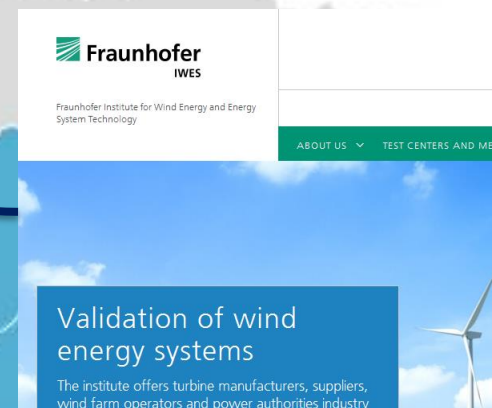 Fraunhofer
IWES
Fraunhofer Institute for Wind Energy and Energy
System Technology
ABOUT US
TEST CENTERS AND ME
Validation of wind
energy systems
The institute offers turbine manufacturers, suppliers,
wind farm operators and power authorities industry